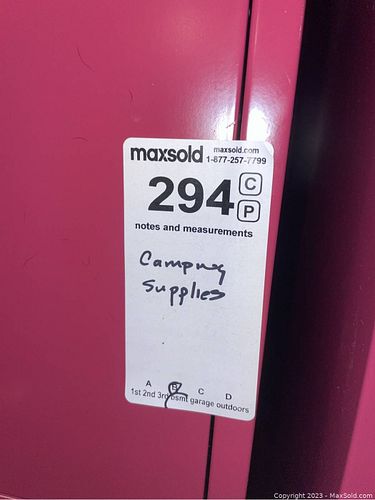 maxsold maxsold.com
1-877-257-7799
294 C
P
notes and measurements
Camping
Supplies
A B C D
1st 2nd 3rd bsmt garage outdoors
Copyright © 2023 - MaxSold.com